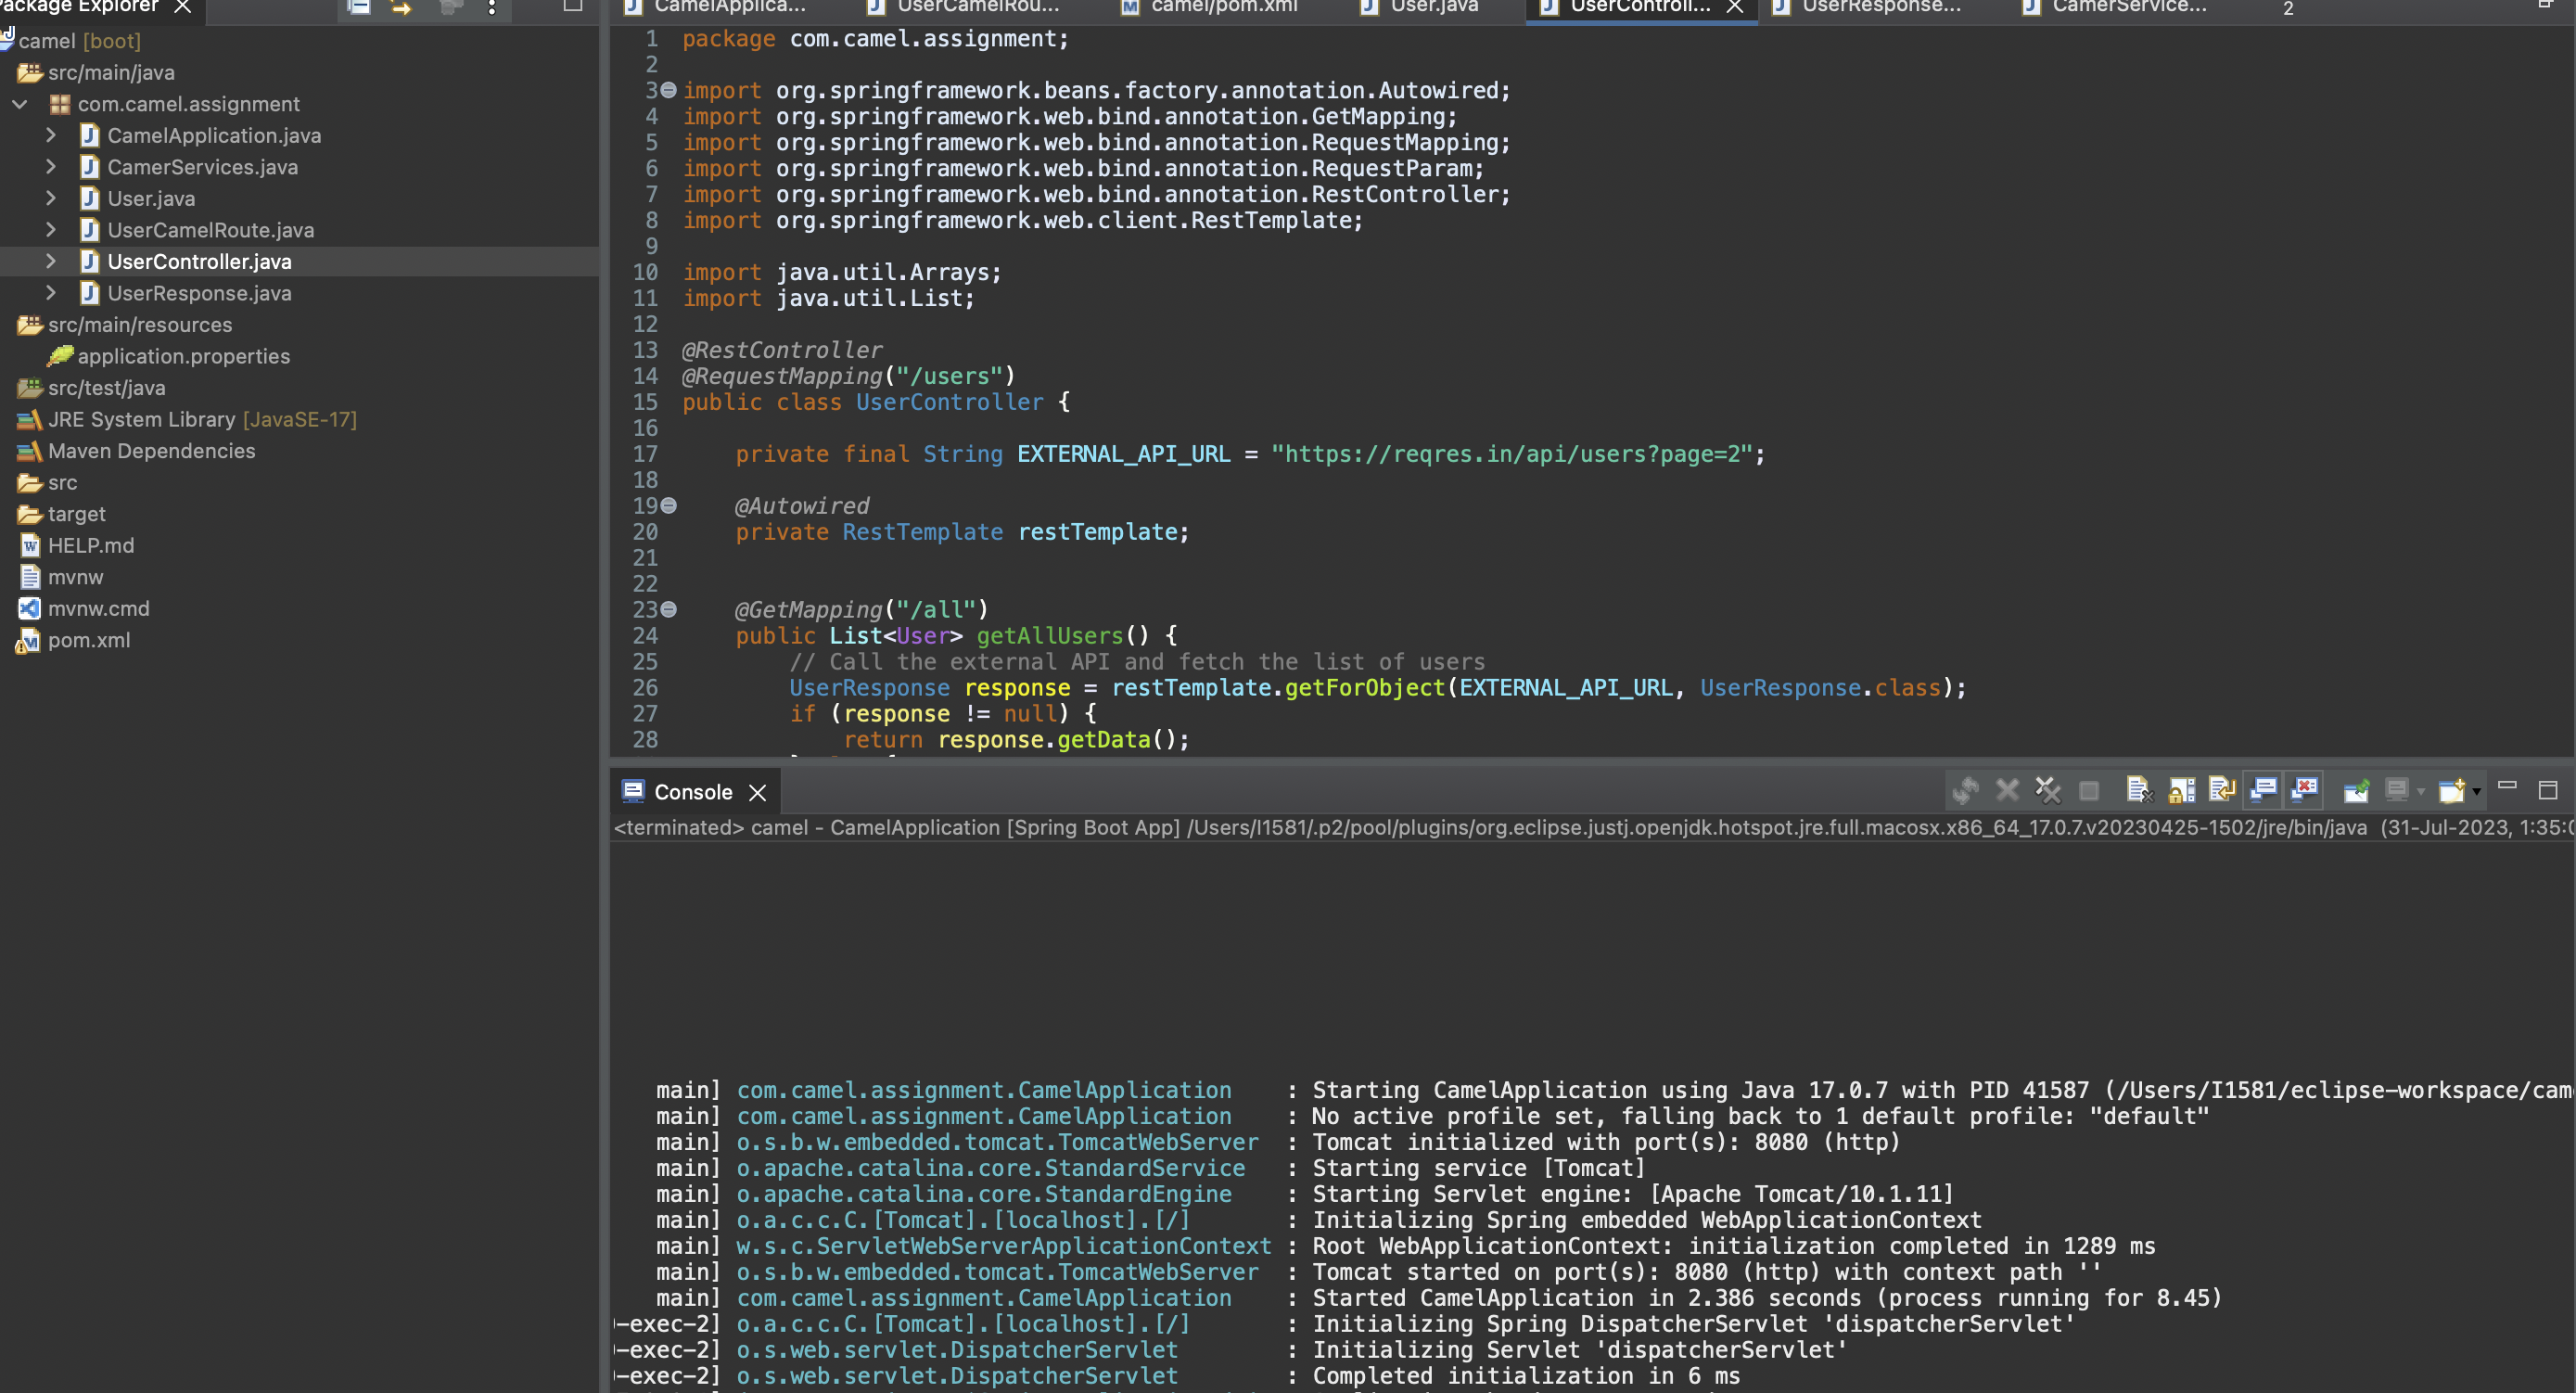 Package Explorer
camel [boot]
src/main/java
com.camel.assignment
CamelApplication.java
CamerServices.java
User.java
UserCamelRoute.java
UserController.java
UserResponse.java
src/main/resources
application.properties
src/test/java
JRE System Library [JavaSE-17]
Maven Dependencies
src
target
HELP.md
mvnw
mvnw.cmd
pom.xml
CamelApplica... UserCamelRou... camel/pom.xml User.java UserControll... UserResponse... CamerService... 2
1 package com.camel.assignment;
2
3 import org.springframework.beans.factory.annotation.Autowired;
4 import org.springframework.web.bind.annotation.GetMapping;
5 import org.springframework.web.bind.annotation.RequestMapping;
6 import org.springframework.web.bind.annotation.RequestParam;
7 import org.springframework.web.bind.annotation.RestController;
8 import org.springframework.web.client.RestTemplate;
9
10 import java.util.Arrays;
11 import java.util.List;
12
13 @RestController
14 @RequestMapping("/users")
15 public class UserController {
16
17 private final String EXTERNAL_API_URL = "https://reqres.in/api/users?page=2";
18
19 @Autowired
20 private RestTemplate restTemplate;
21
22
23 @GetMapping("/all")
24 public List<User> getAllUsers() {
25 // Call the external API and fetch the list of users
26 UserResponse response = restTemplate.getForObject(EXTERNAL_API_URL, UserResponse.class);
27 if (response != null) {
28 return response.getData();
Console
<terminated> camel - CamelApplication [Spring Boot App] /Users/I1581/.p2/pool/plugins/org.eclipse.justj.openjdk.hotspot.jre.full.macosx.x86_64_17.0.7.v20230425-1502/jre/bin/java (31-Jul-2023, 1:35:0
main] com.camel.assignment.CamelApplication : Starting CamelApplication using Java 17.0.7 with PID 41587 (/Users/I1581/eclipse-workspace/cam
main] com.camel.assignment.CamelApplication : No active profile set, falling back to 1 default profile: "default"
main] o.s.b.w.embedded.tomcat.TomcatWebServer : Tomcat initialized with port(s): 8080 (http)
main] o.apache.catalina.core.StandardService : Starting service [Tomcat]
main] o.apache.catalina.core.StandardEngine : Starting Servlet engine: [Apache Tomcat/10.1.11]
main] o.a.c.c.C.[Tomcat].[localhost].[/] : Initializing Spring embedded WebApplicationContext
main] w.s.c.ServletWebServerApplicationContext : Root WebApplicationContext: initialization completed in 1289 ms
main] o.s.b.w.embedded.tomcat.TomcatWebServer : Tomcat started on port(s): 8080 (http) with context path ''
main] com.camel.assignment.CamelApplication : Started CamelApplication in 2.386 seconds (process running for 8.45)
-exec-2] o.a.c.c.C.[Tomcat].[localhost].[/] : Initializing Spring DispatcherServlet 'dispatcherServlet'
-exec-2] o.s.web.servlet.DispatcherServlet : Initializing Servlet 'dispatcherServlet'
-exec-2] o.s.web.servlet.DispatcherServlet : Completed initialization in 6 ms